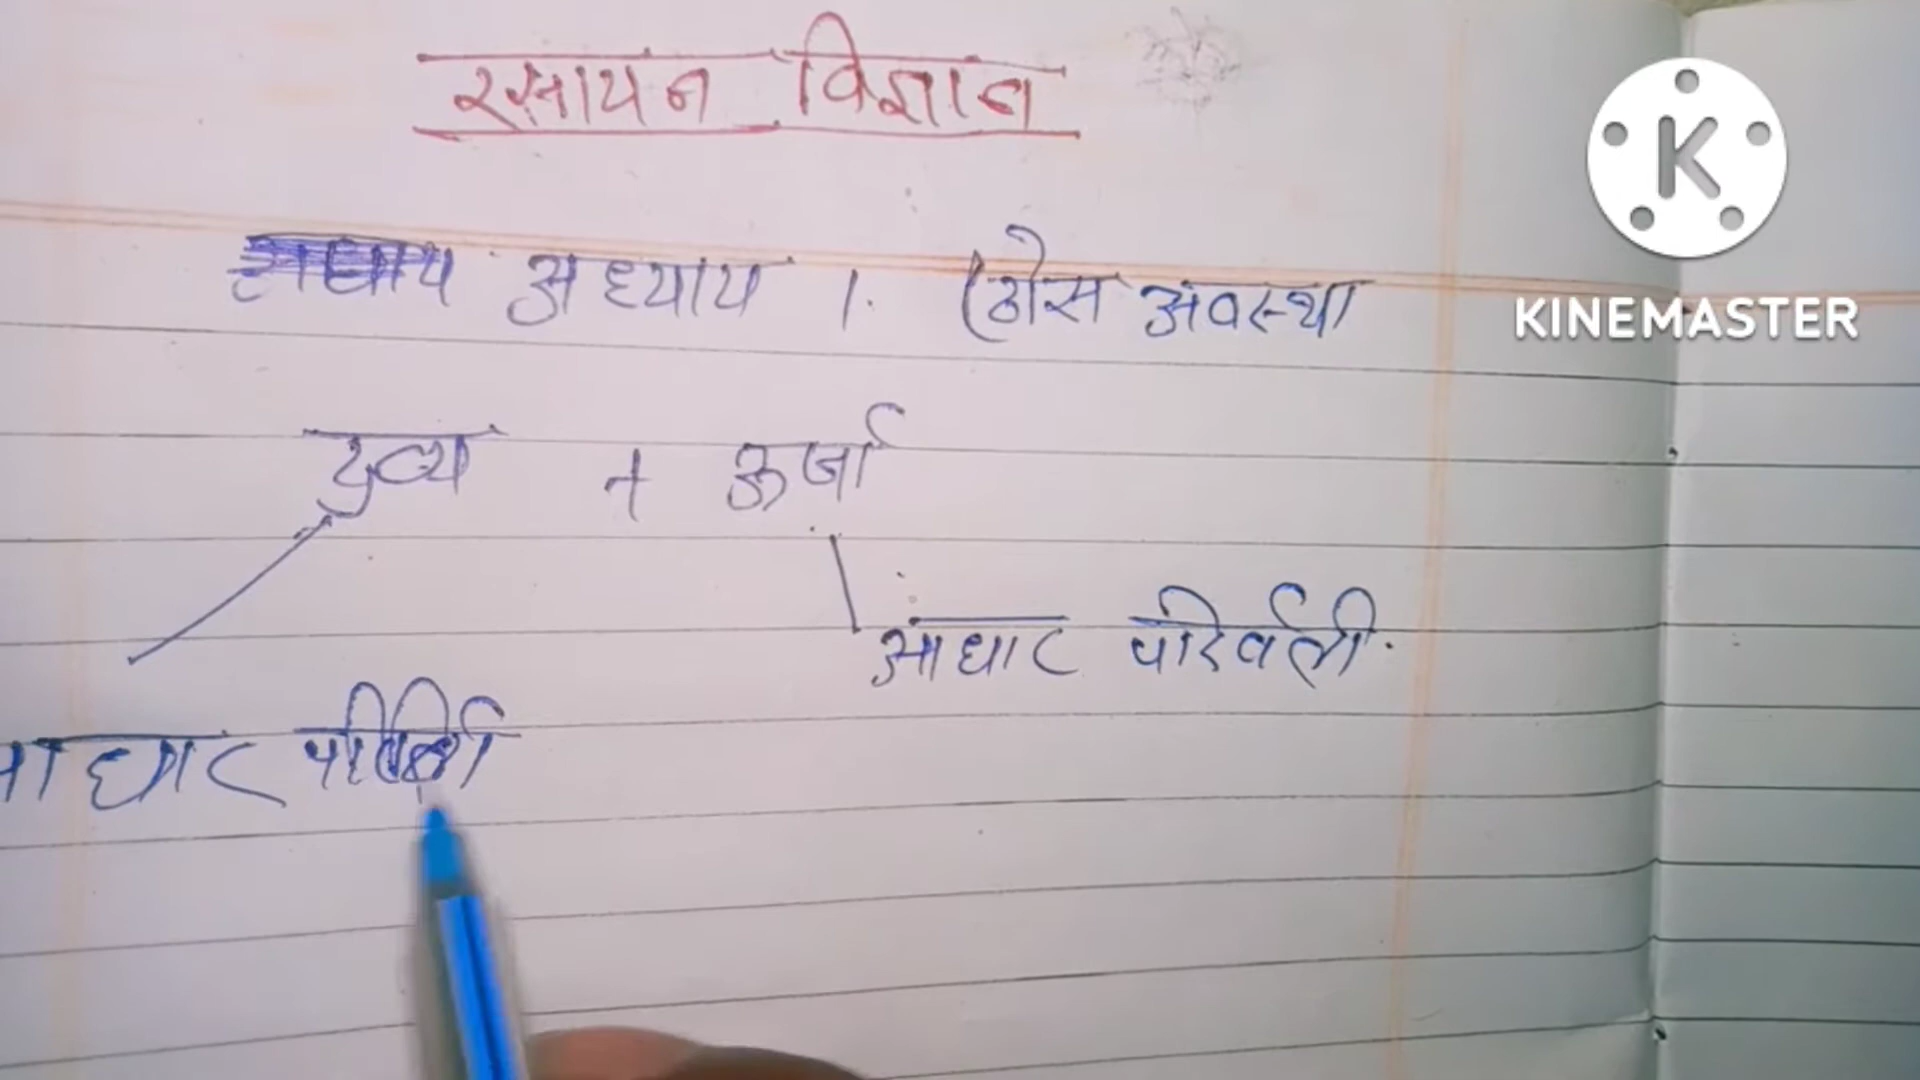 रसायन विज्ञान
अध्याय 1. (ठोस अवस्था
द्रव्य + ऊर्जा
आधार परिवर्ती.
आधार
K
KINEMASTER